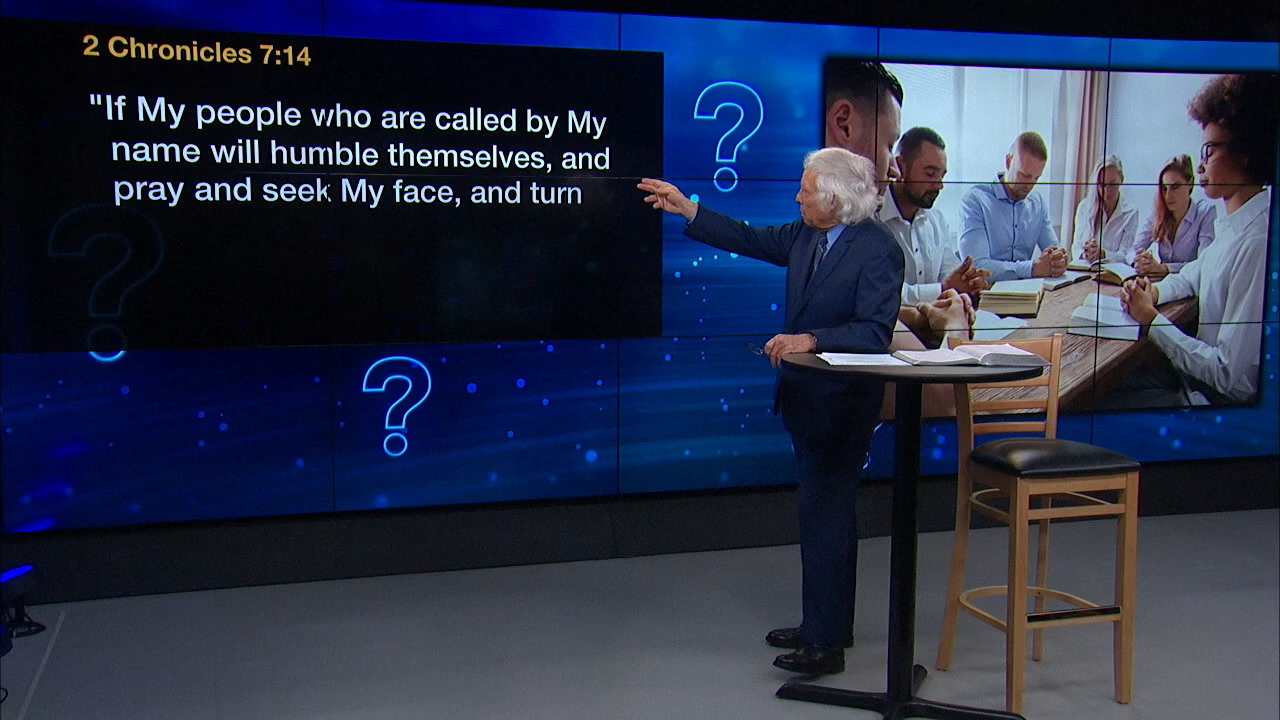 2 Chronicles 7:14
"If My people who are called by My
name will humble themselves, and
pray and seek My face, and turn
?
?
?